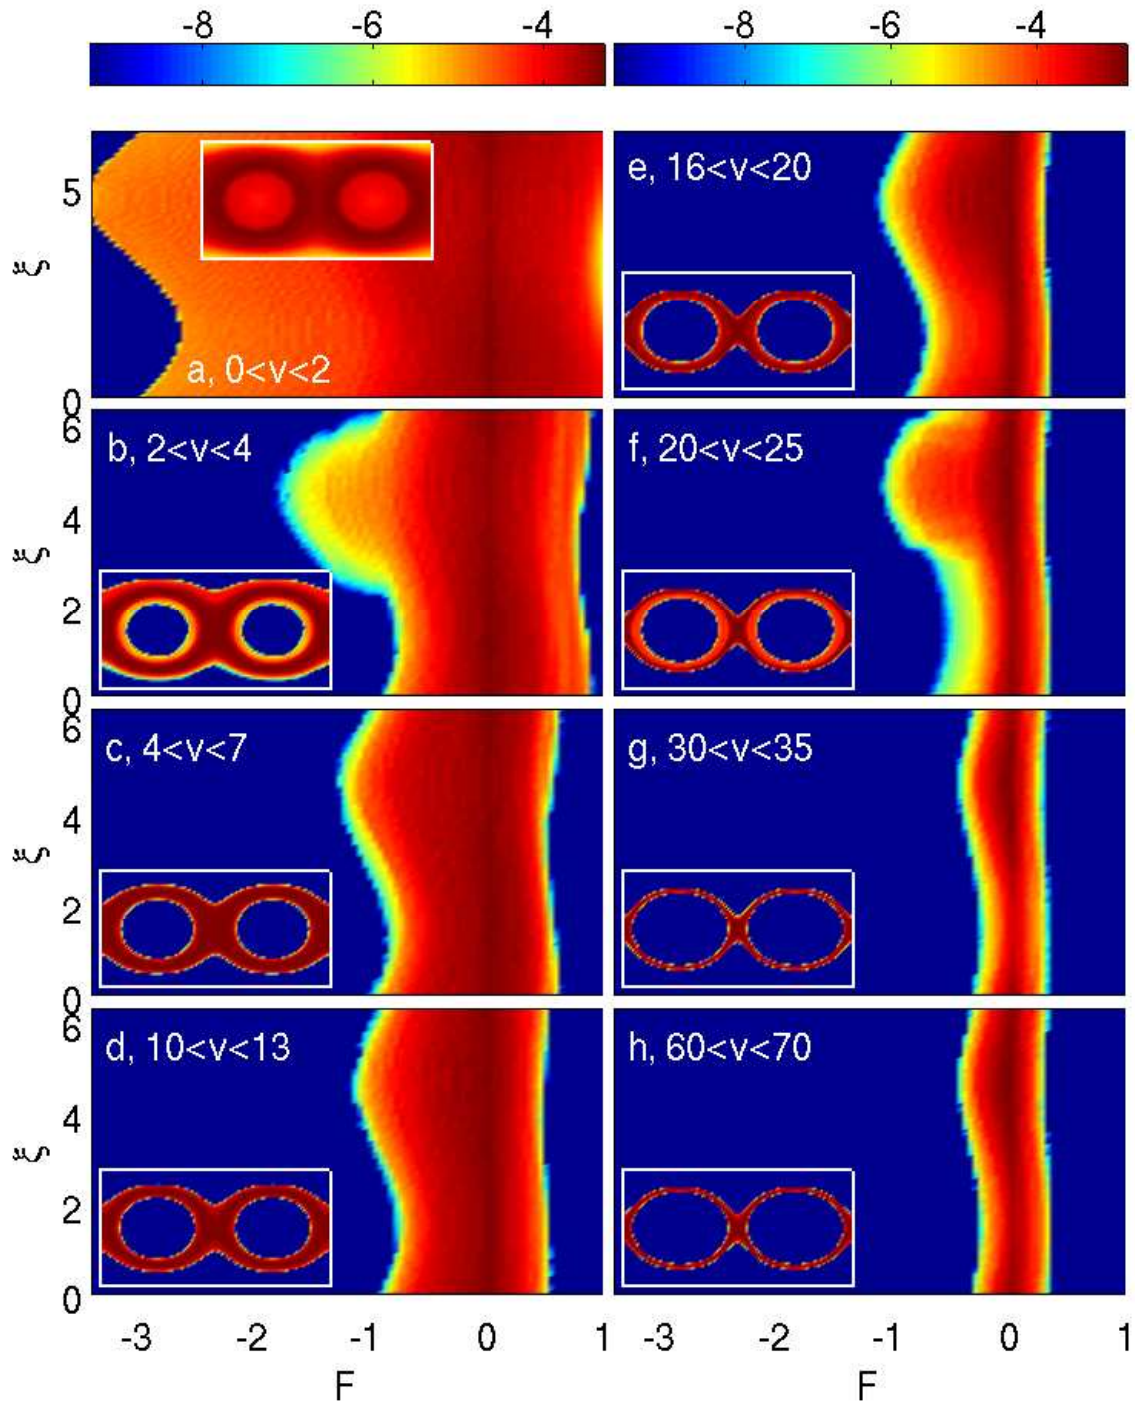 -8 -6 -4 -8 -6 -4
5
ξ
a, 0<v<2
0
e, 16<v<20
6
b, 2<v<4
4
ξ
2
0
f, 20<v<25
6
c, 4<v<7
4
ξ
2
0
g, 30<v<35
6
d, 10<v<13
4
ξ
2
0
h, 60<v<70
-3 -2 -1 0 1 -3 -2 -1 0 1
F F